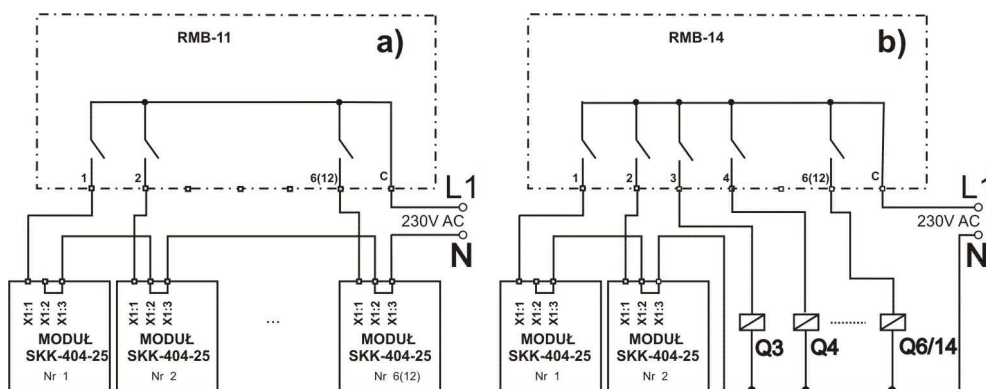 RMB-11
a)
1
2
6(12)
C
L1
230V AC
N
X1:1
X1:2
X1:3
MODUŁ
SKK-404-25
Nr 1
X1:1
X1:2
X1:3
MODUŁ
SKK-404-25
Nr 2
...
X1:1
X1:2
X1:3
MODUŁ
SKK-404-25
Nr 6(12)
RMB-14
b)
1
2
3
4
6(12)
C
L1
230V AC
N
X1:1
X1:2
X1:3
MODUŁ
SKK-404-25
Nr 1
X1:1
X1:2
X1:3
MODUŁ
SKK-404-25
Nr 2
Q3
Q4
Q6/14